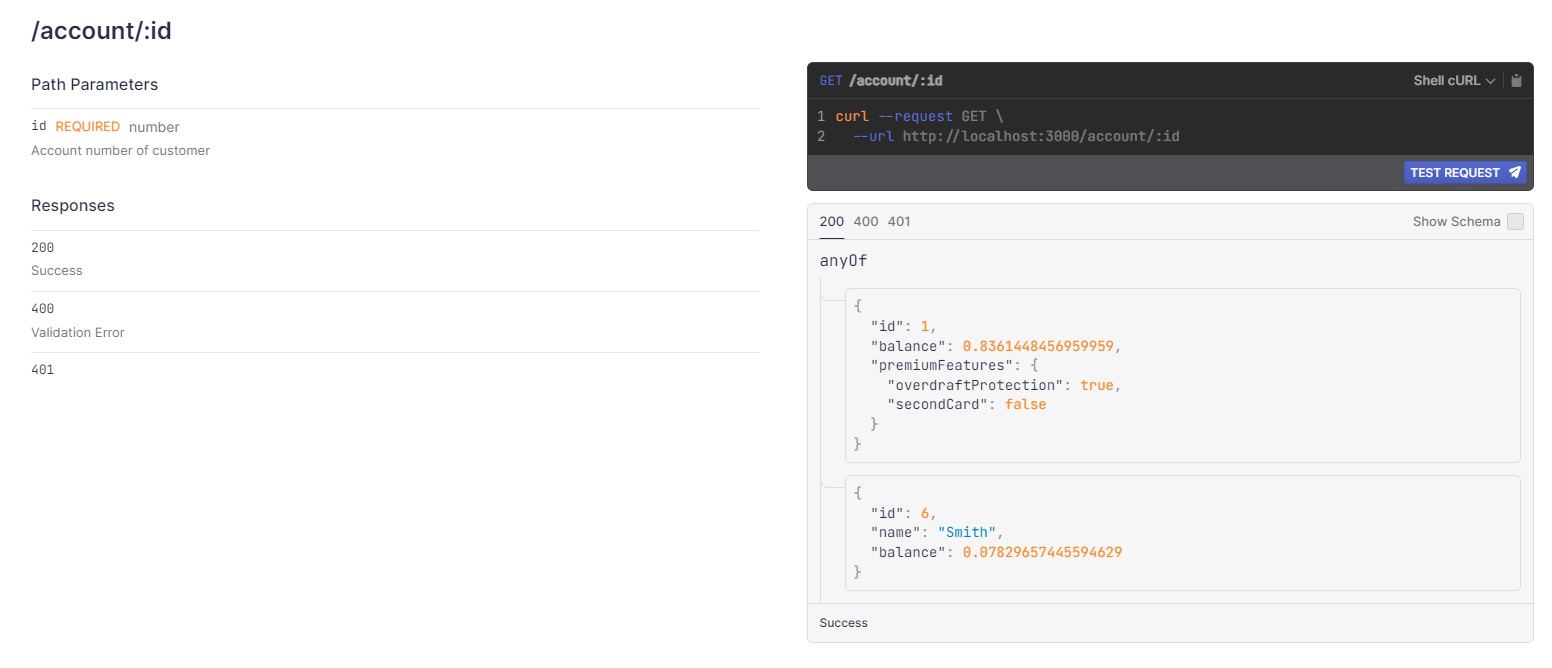 /account/:id
Path Parameters
id REQUIRED number
Account number of customer
Responses
200
Success
400
Validation Error
401
GET /account/:id Shell cURL
1 curl --request GET \
2 --url http://localhost:3000/account/:id
TEST REQUEST
200 400 401 Show Schema
anyOf
{
"id": 1,
"balance": 0.8361448456959959,
"premiumFeatures": {
"overdraftProtection": true,
"secondCard": false
}
}
{
"id": 6,
"name": "Smith",
"balance": 0.07829657445594629
}
Success